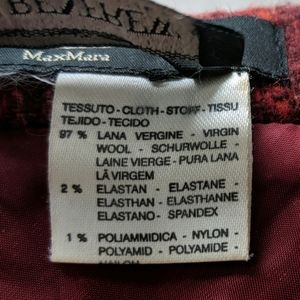 MaxMara
TESSUTO - CLOTH - STOFF - TISSU
TEJIDO - TECIDO
97 % LANA VERGINE - VIRGIN
WOOL - SCHURWOLLE -
LAINE VIERGE - PURA LANA
LÃ VIRGEM
2 % ELASTAN - ELASTANE -
ELASTHAN - ELASTHANNE
ELASTANO - SPANDEX
1 % POLIAMMIDICA - NYLON -
POLYAMID - POLYAMIDE -